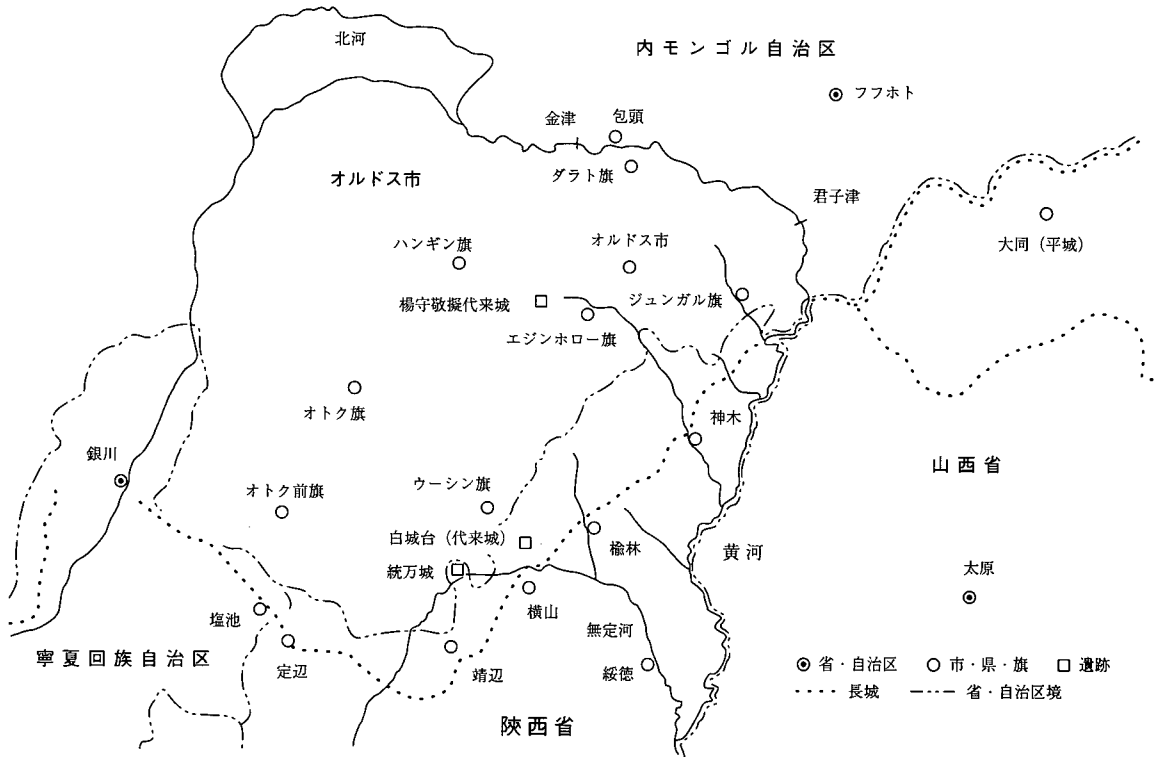 北河
内モンゴル自治区
フフホト
金津
包頭
ダラト旗
オルドス市
君子津
大同（平城）
ハンギン旗
オルドス市
楊守敬擬代来城
ジュンガル旗
エジンホロー旗
オトク旗
神木
銀川
山西省
オトク前旗
ウーシン旗
白城台（代来城）
楡林
黄河
統万城
太原
塩池
横山
無定河
寧夏回族自治区
定辺
靖辺
綏徳
陝西省
省・自治区 市・県・旗 遺跡
長城 省・自治区境